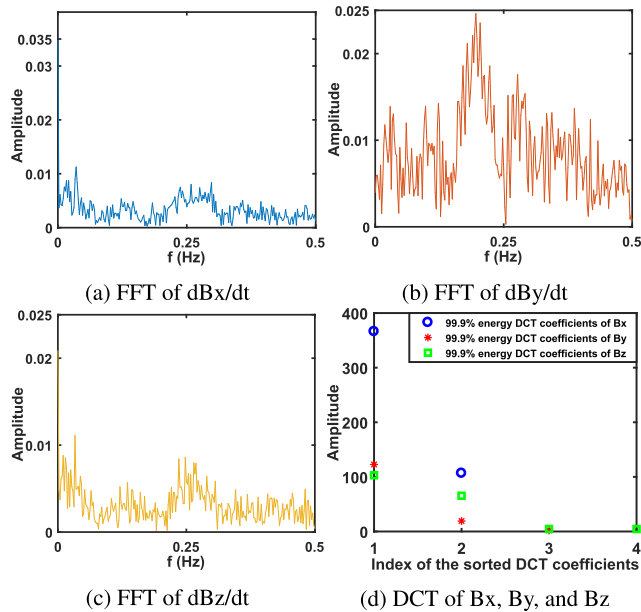 0.035
0.03
0.02
0.01
0.005
0
Amplitude
0 0.25 0.5
f (Hz)
(a) FFT of dBx/dt
0.025
0.02
0.01
0
Amplitude
0 0.25 0.5
f (Hz)
(b) FFT of dBy/dt
0.025
0.02
0.01
0
Amplitude
0 0.25 0.5
f (Hz)
(c) FFT of dBz/dt
400
300
200
100
0
Amplitude
99.9% energy DCT coefficients of Bx
99.9% energy DCT coefficients of By
99.9% energy DCT coefficients of Bz
1 2 3 4
Index of the sorted DCT coefficients
(d) DCT of Bx, By, and Bz